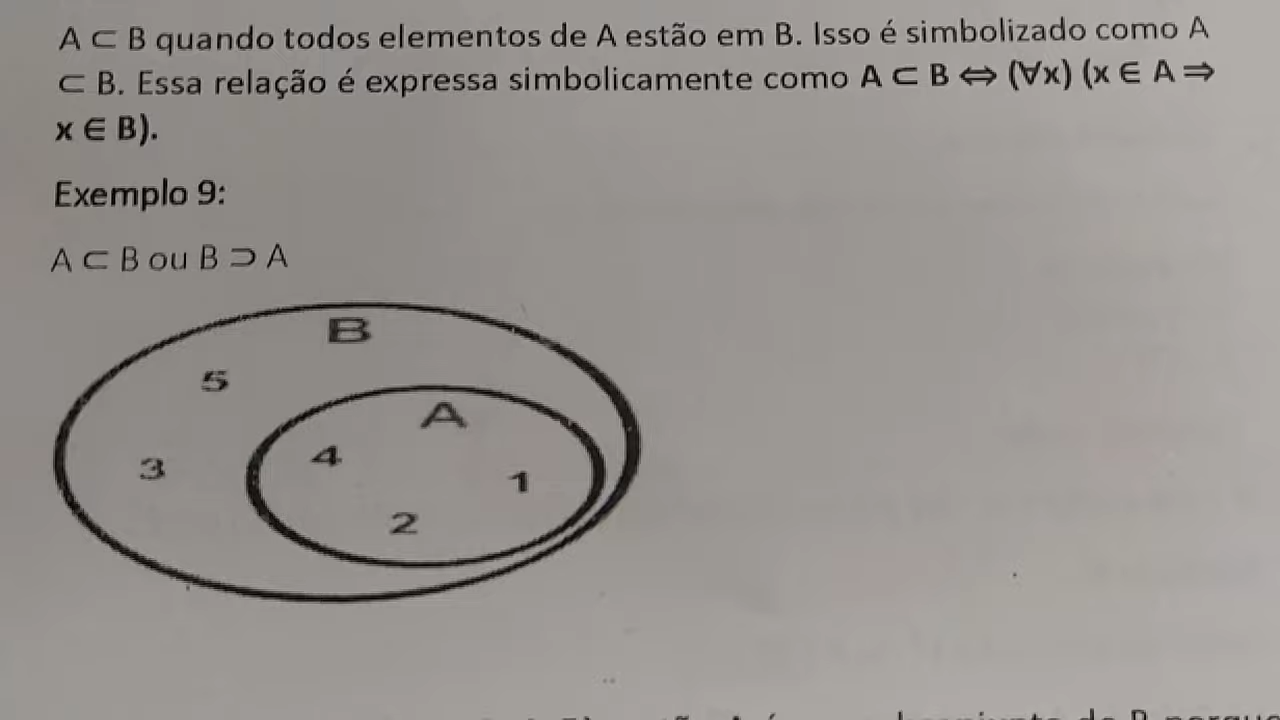 A ⊂ B quando todos elementos de A estão em B. Isso é simbolizado como A
⊂ B. Essa relação é expressa simbolicamente como A ⊂ B ⇔ (∀x) (x ∈ A ⇒
x ∈ B).
Exemplo 9:
A ⊂ B ou B ⊃ A
B
5
A
4
3
1
2